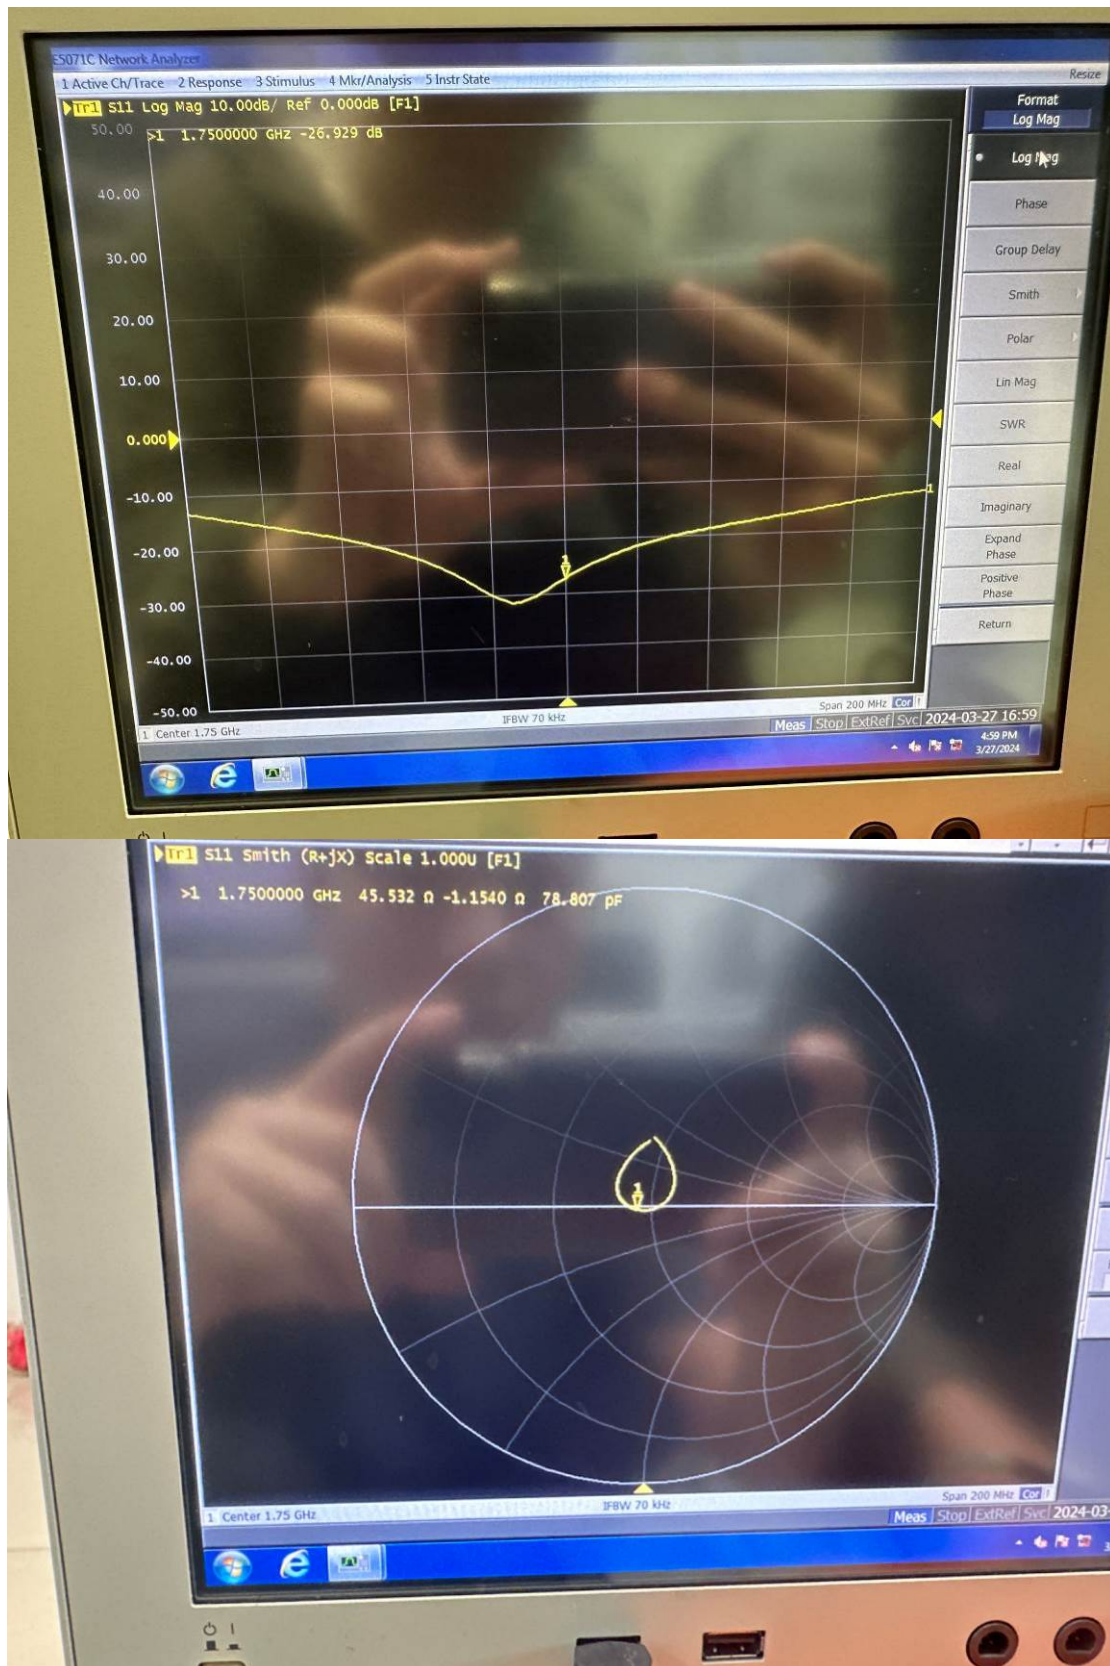 E5071C Network Analyzer
1 Active Ch/Trace 2 Response 3 Stimulus 4 Mkr/Analysis 5 Instr State
Resize
Tr1 S11 Log Mag 10.00dB/ Ref 0.000dB [F1]
>1 1.7500000 GHz -26.929 dB
50.00
40.00
30.00
20.00
10.00
0.000
-10.00
-20.00
-30.00
-40.00
-50.00
1
1
Format
Log Mag
Log Mag
Phase
Group Delay
Smith
Polar
Lin Mag
SWR
Real
Imaginary
Expand
Phase
Positive
Phase
Return
1 Center 1.75 GHz
IFBW 70 kHz
Span 200 MHz Cor !
Meas Stop ExtRef Svc 2024-03-27 16:59
4:59 PM
3/27/2024
Tr1 S11 Smith (R+jX) Scale 1.000U [F1]
>1 1.7500000 GHz 45.532 Ω -1.1540 Ω 78.807 pF
1
1 Center 1.75 GHz
IFBW 70 kHz
Span 200 MHz Cor !
Meas Stop ExtRef Svc 2024-03-